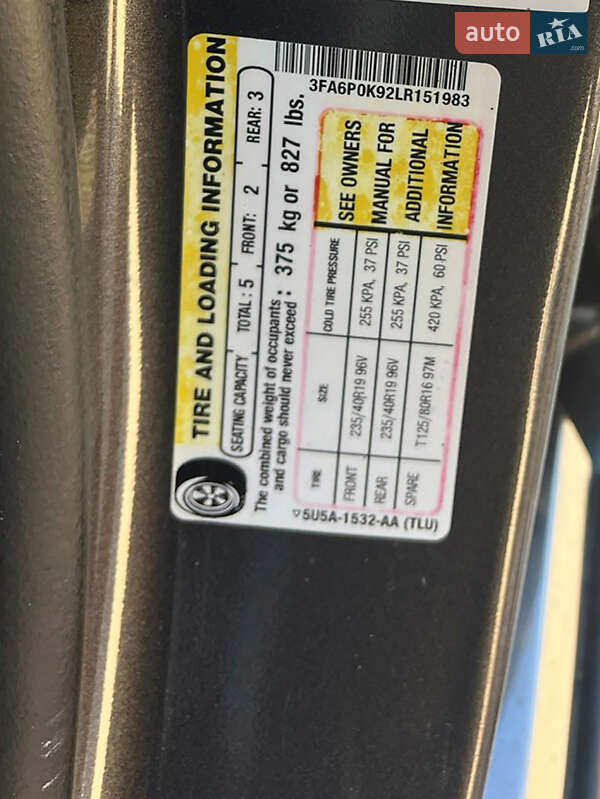 auto RIA .com
3FA6P0K92LR151983
TIRE AND LOADING INFORMATION
SEATING CAPACITY TOTAL: 5 FRONT: 2 REAR: 3
The combined weight of occupants
and cargo should never exceed: 375 kg or 827 lbs.
TIRE SIZE COLD TIRE PRESSURE
FRONT 235/40R19 96V 255 KPA, 37 PSI
REAR 235/40R19 96V 255 KPA, 37 PSI
SPARE T125/80R16 97M 420 KPA, 60 PSI
SEE OWNERS
MANUAL FOR
ADDITIONAL
INFORMATION
5U5A-1532-AA (TLU)